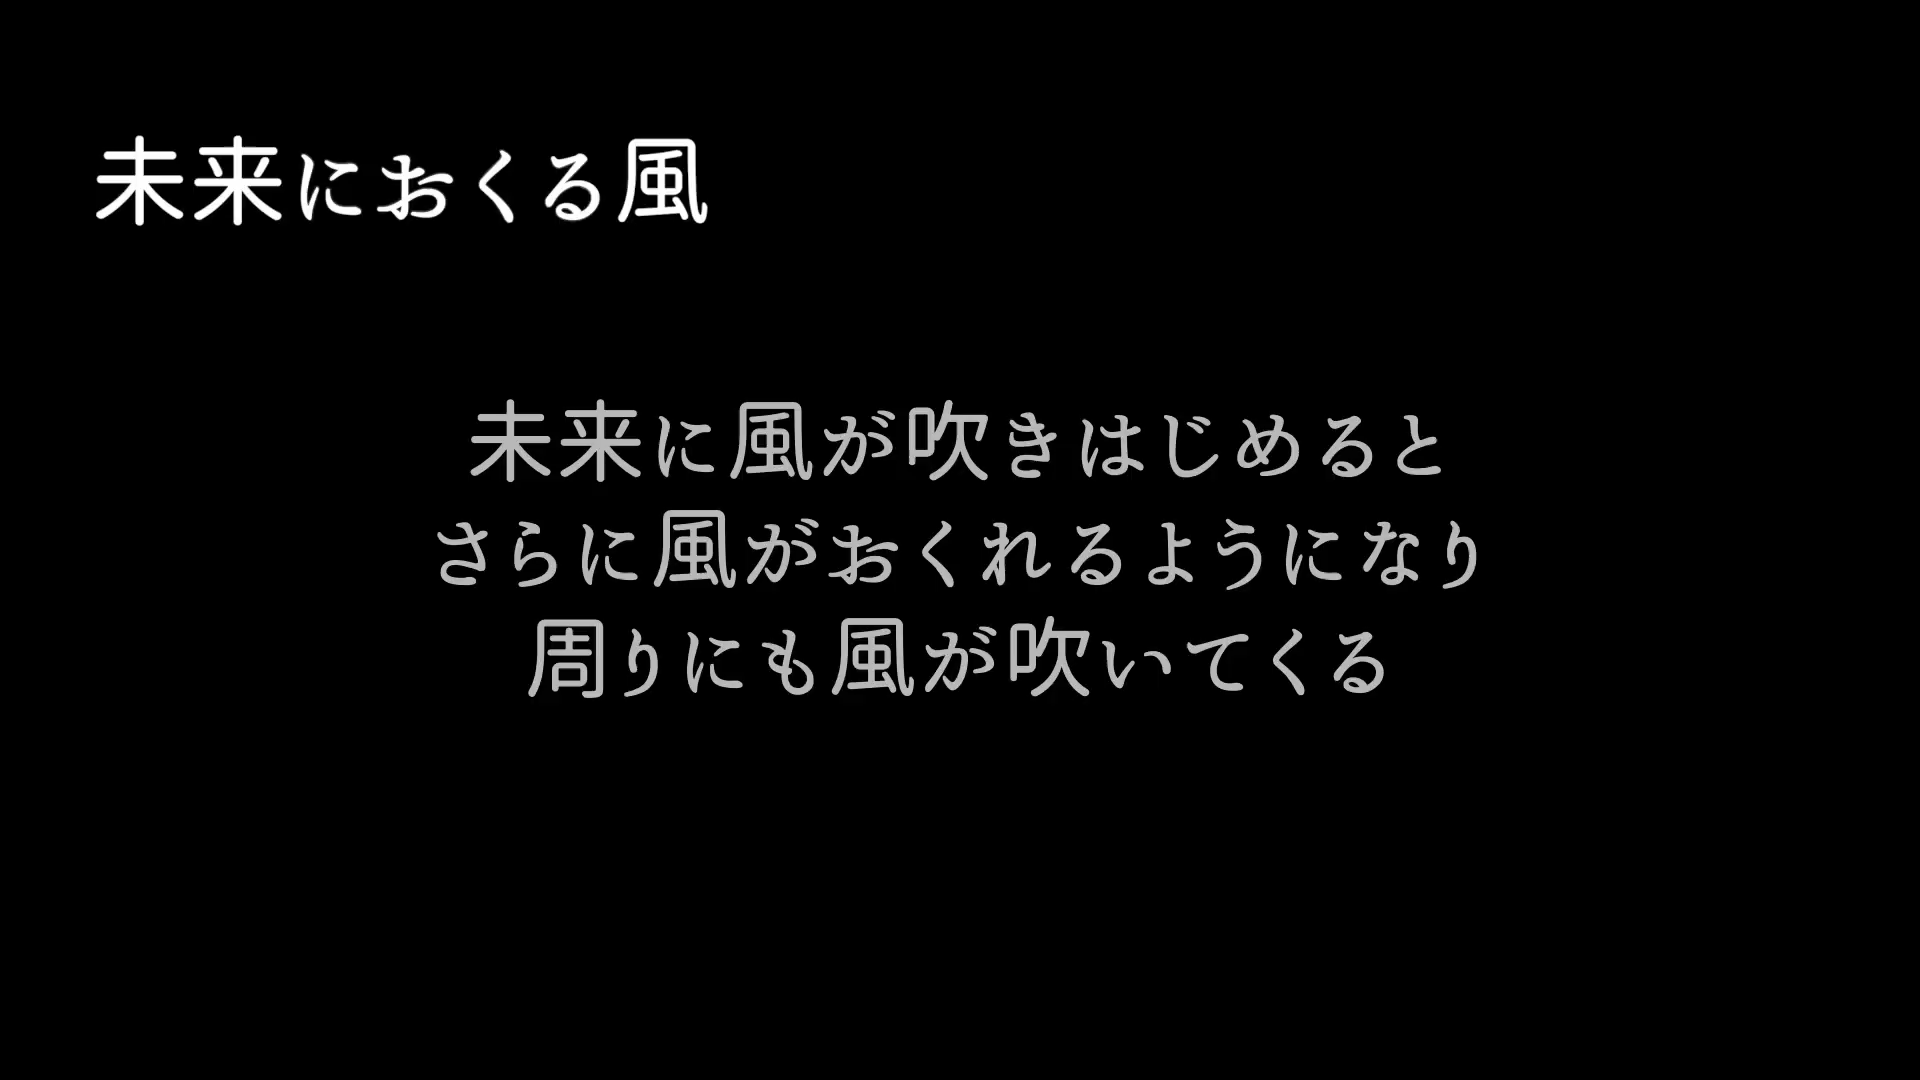 未来におくる風
未来に風が吹きはじめると
さらに風がおくれるようになり
周りにも風が吹いてくる